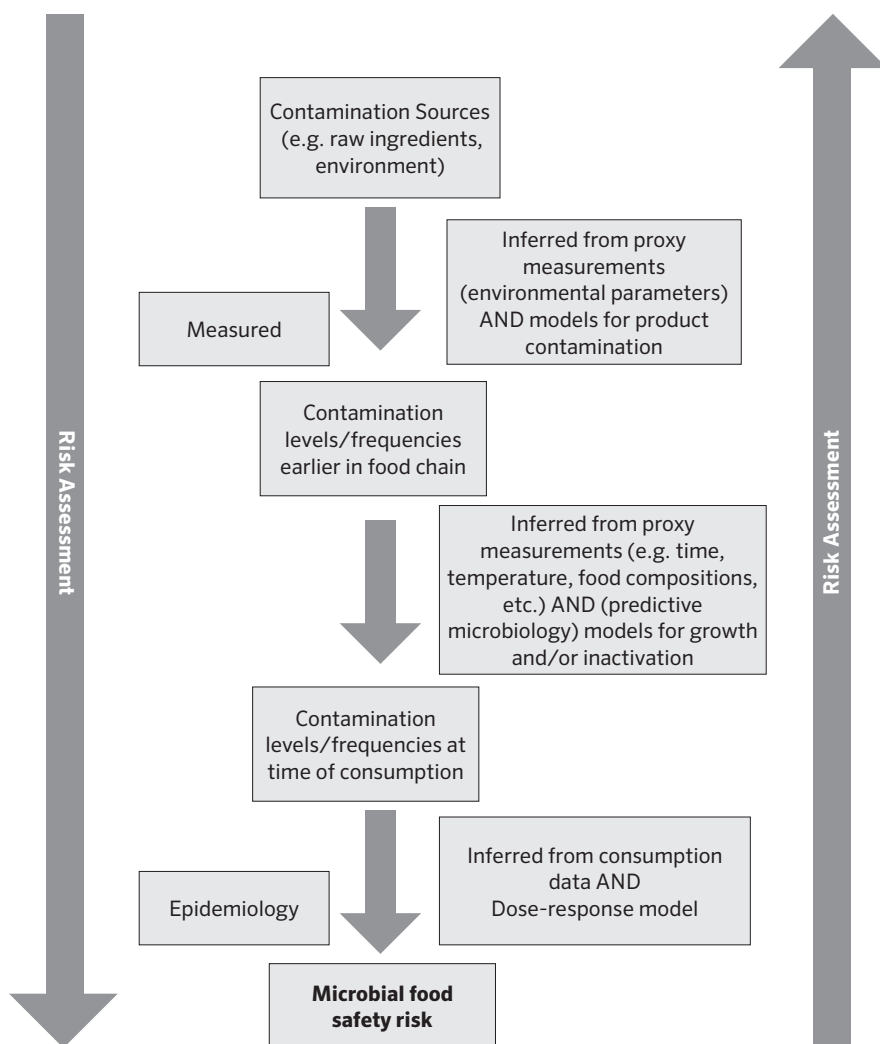 Contamination Sources
(e.g. raw ingredients,
environment)
Inferred from proxy
measurements
(environmental parameters)
AND models for product
contamination
Measured
Contamination
levels/frequencies
earlier in food chain
Risk Assessment
Risk Assessment
Inferred from proxy
measurements (e.g. time,
temperature, food compositions,
etc.) AND (predictive
microbiology) models for growth
and/or inactivation
Contamination
levels/frequencies at
time of consumption
Inferred from consumption
data AND
Dose-response model
Epidemiology
Microbial food
safety risk